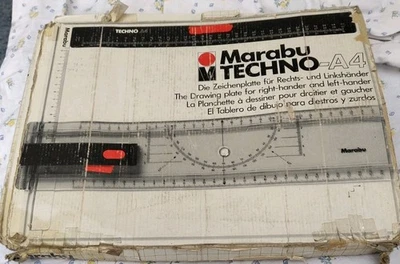 TECHNO
Marabu
TECHNO-A4
Die Zeichenplatte für Rechts- und Linkshänder
The Drawing plate for right-hander and left-hander
La Planchette à dessiner pour droitier et gaucher
El Tablero de dibujo para diestros y zurdos
Marabu